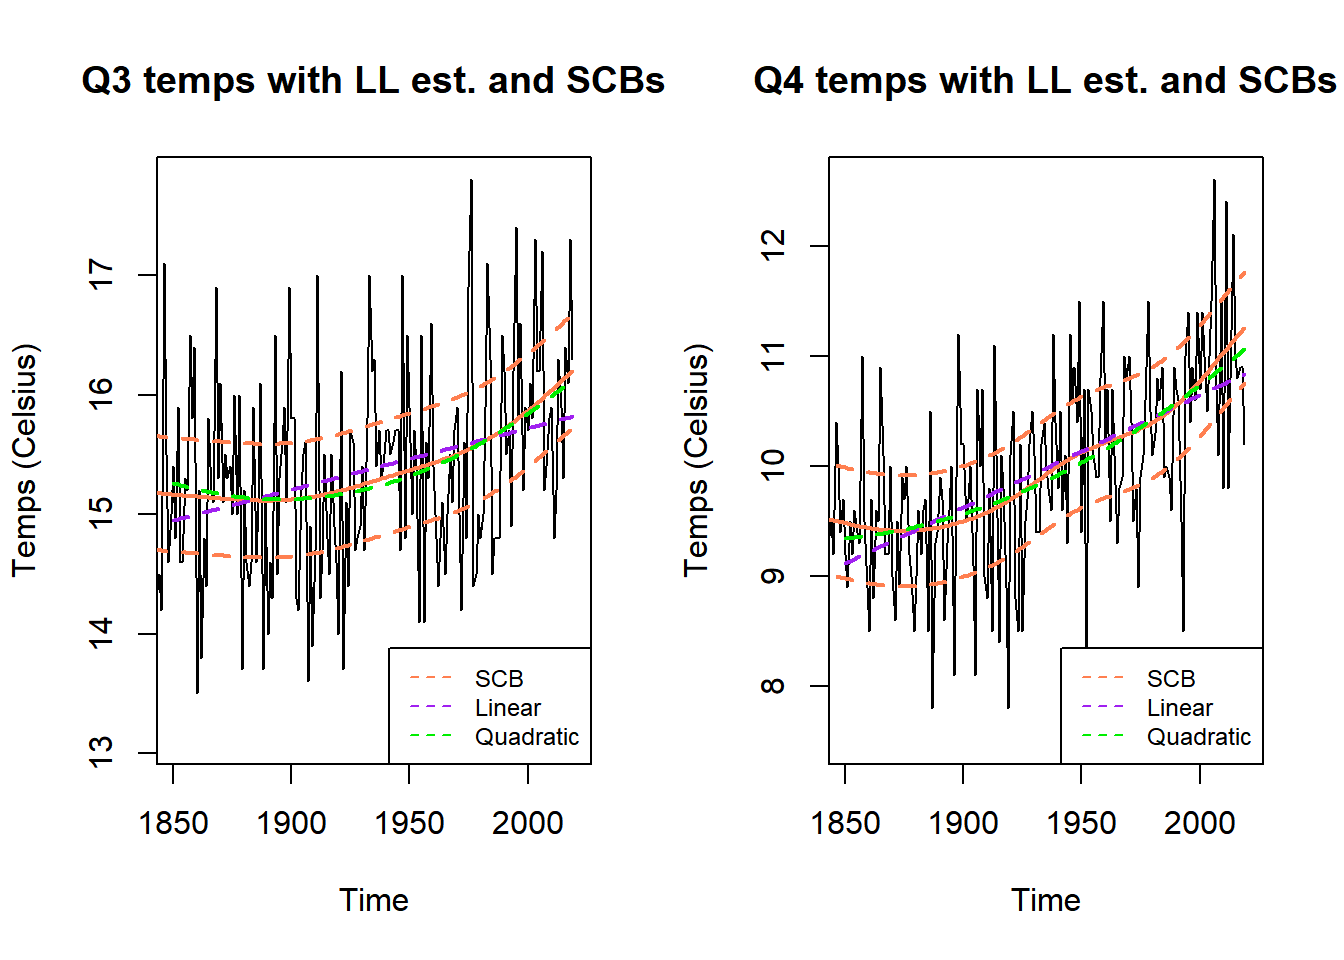 Q3 temps with LL est. and SCBs
Temps (Celsius)
17
16
15
14
13
SCB
Linear
Quadratic
1850 1900 1950 2000
Time
Q4 temps with LL est. and SCBs
Temps (Celsius)
12
11
10
9
8
SCB
Linear
Quadratic
1850 1900 1950 2000
Time